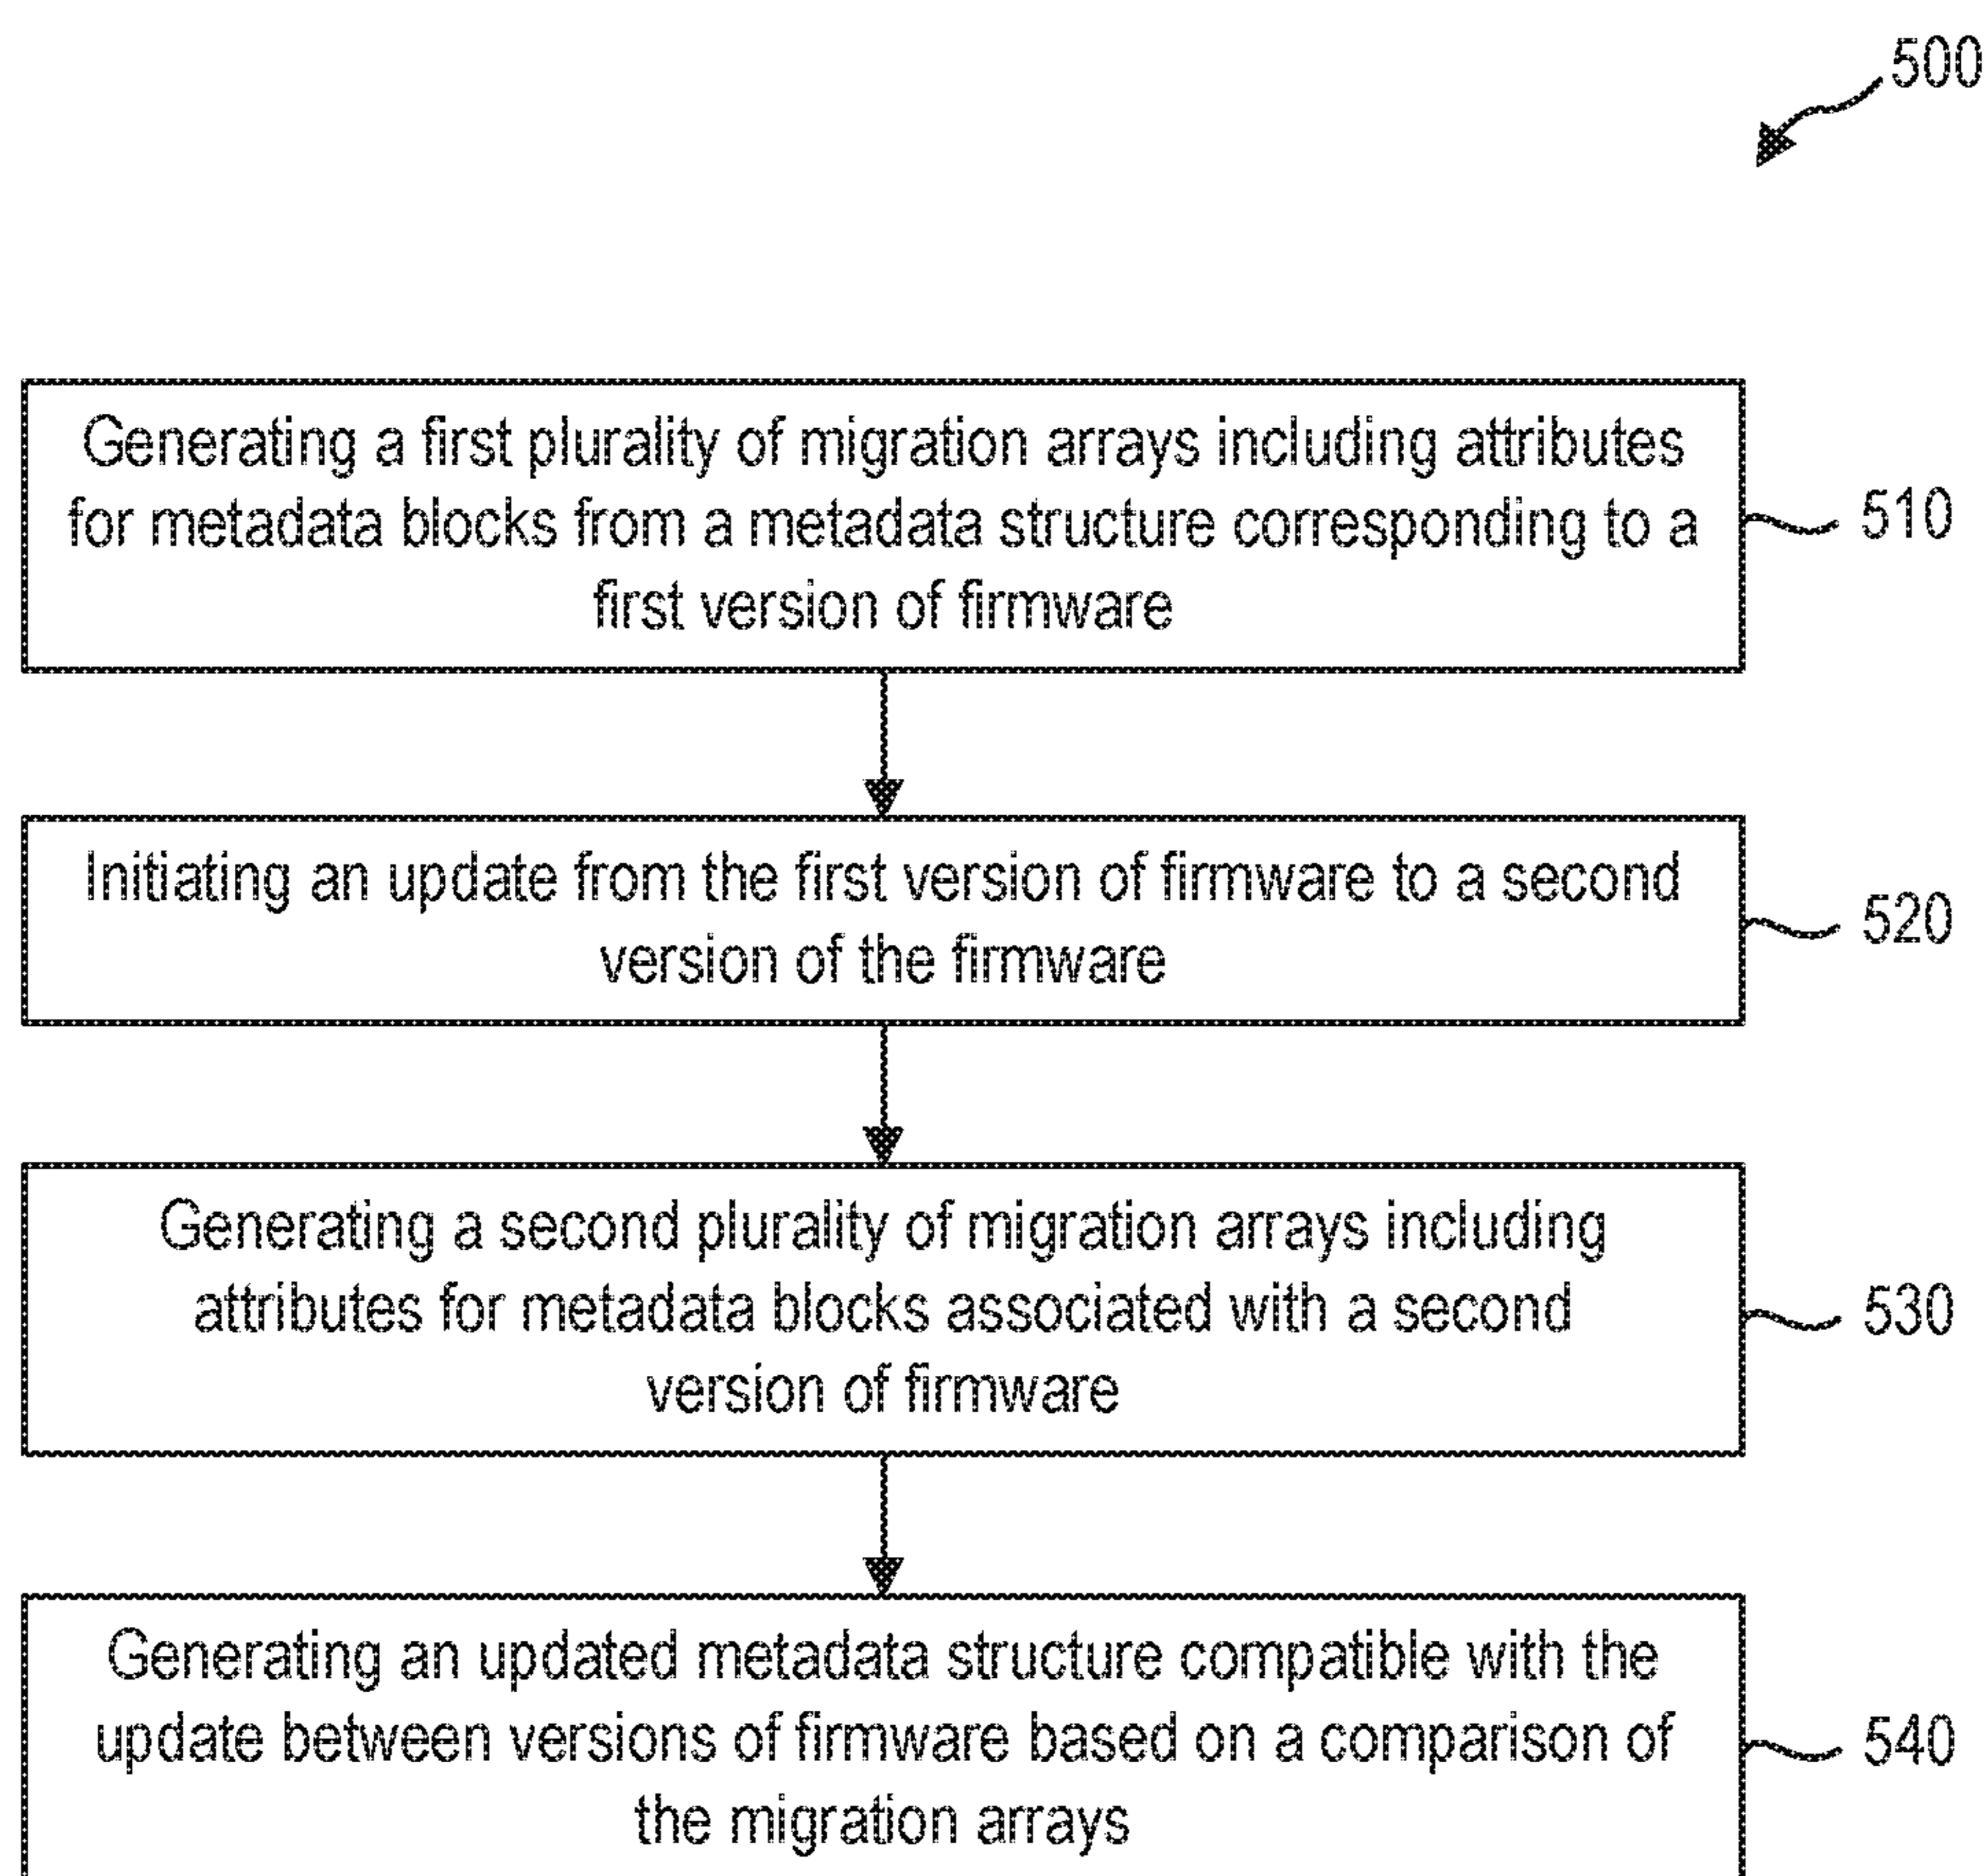 500
Generating a first plurality of migration arrays including attributes
for metadata blocks from a metadata structure corresponding to a
first version of firmware
510
Initiating an update from the first version of firmware to a second
version of the firmware
520
Generating a second plurality of migration arrays including
attributes for metadata blocks associated with a second
version of firmware
530
Generating an updated metadata structure compatible with the
update between versions of firmware based on a comparison of
the migration arrays
540